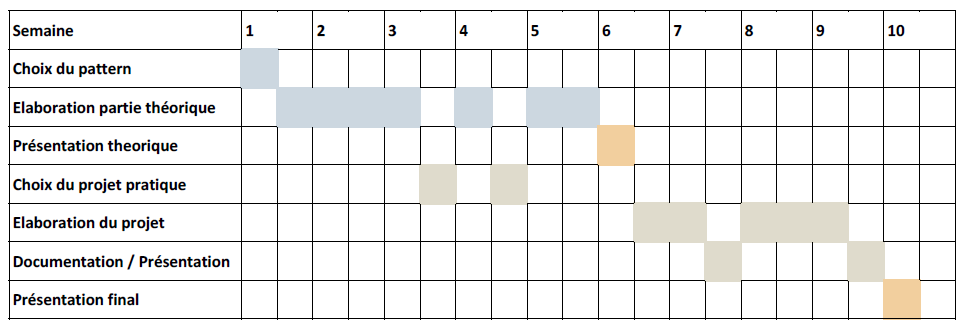 Semaine 1 2 3 4 5 6 7 8 9 10
Choix du pattern
Elaboration partie théorique
Présentation theorique
Choix du projet pratique
Elaboration du projet
Documentation / Présentation
Présentation final